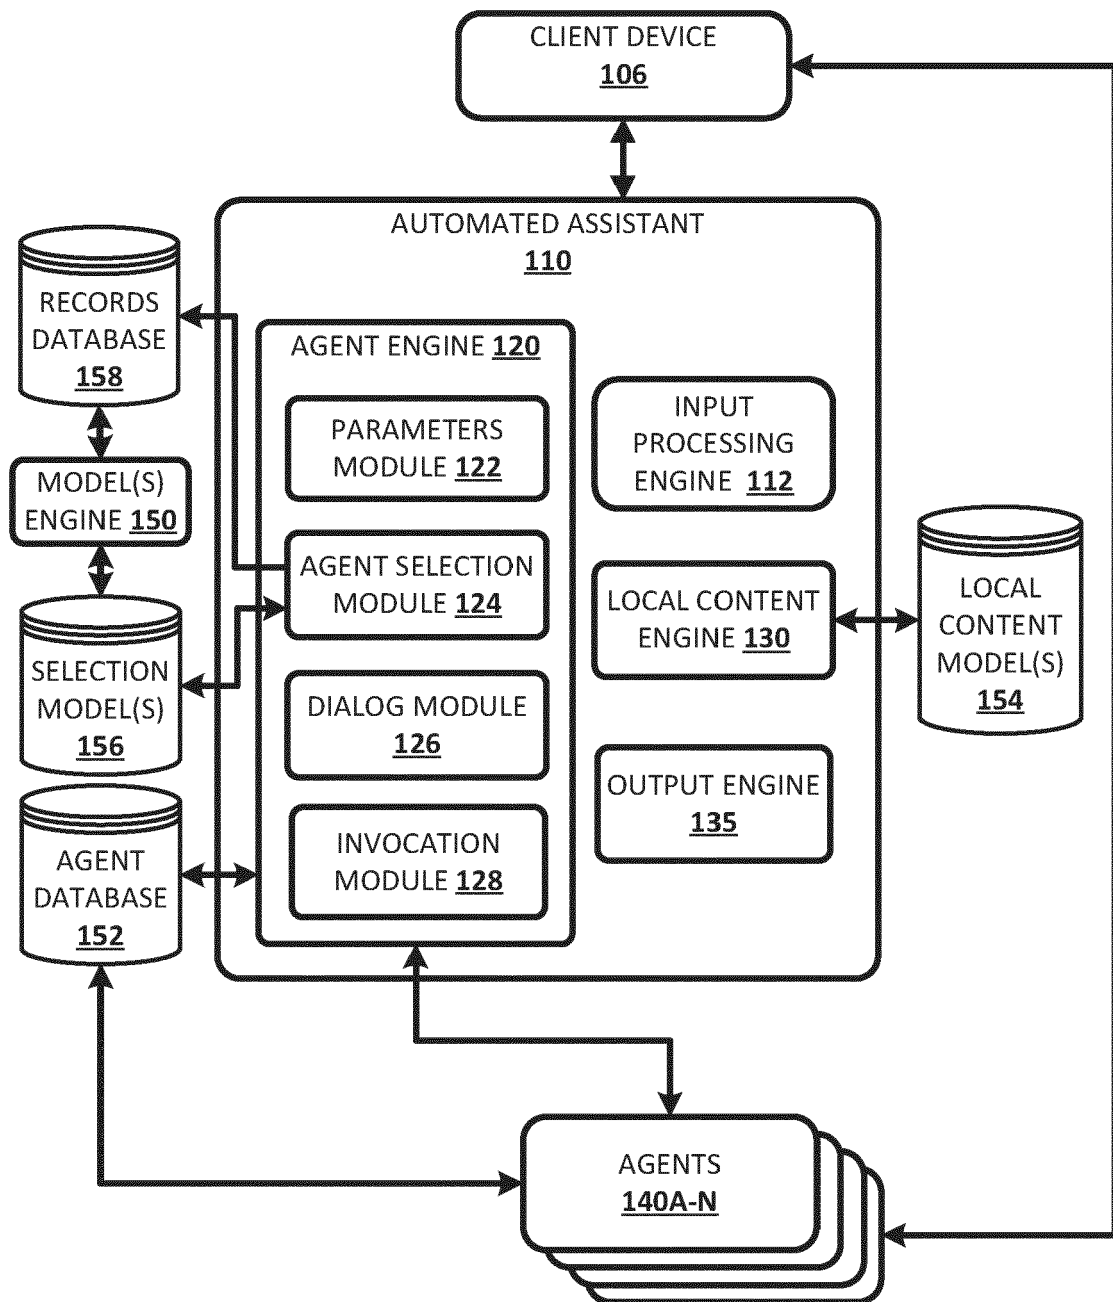 CLIENT DEVICE
106
AUTOMATED ASSISTANT
110
RECORDS
DATABASE
158
MODEL(S)
ENGINE 150
SELECTION
MODEL(S)
156
AGENT
DATABASE
152
AGENT ENGINE 120
PARAMETERS
MODULE 122
AGENT SELECTION
MODULE 124
DIALOG MODULE
126
INVOCATION
MODULE 128
INPUT
PROCESSING
ENGINE 112
LOCAL CONTENT
ENGINE 130
OUTPUT ENGINE
135
LOCAL
CONTENT
MODEL(S)
154
AGENTS
140A-N